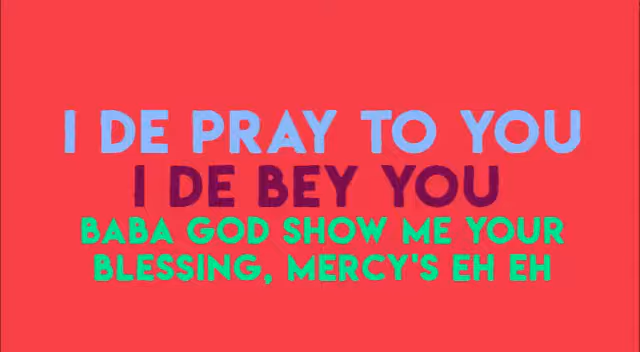 I DE PRAY TO YOU
I DE BEY YOU
BABA GOD SHOW ME YOUR
BLESSING, MERCY'S EH EH